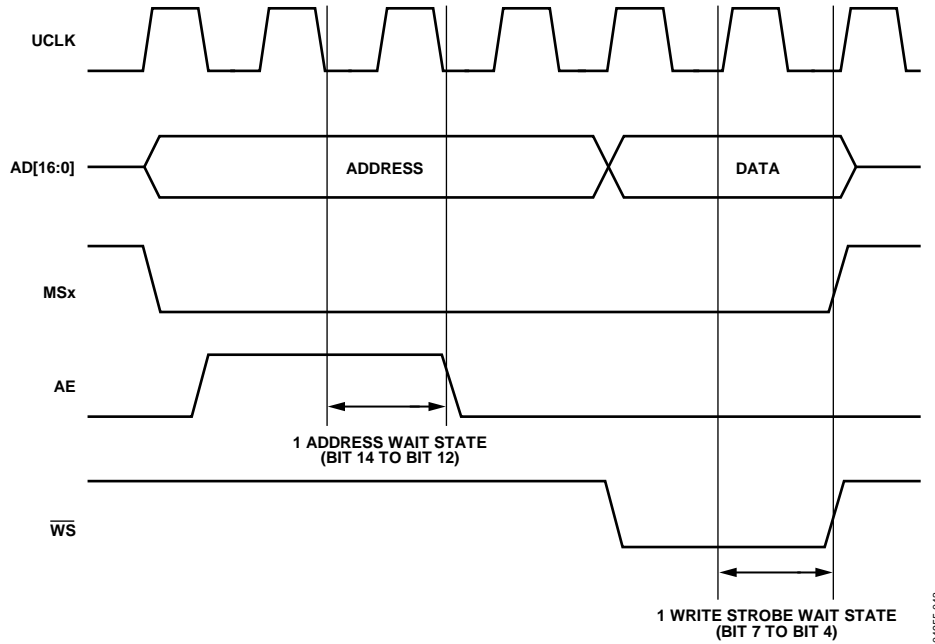 UCLK
AD[16:0]
ADDRESS
DATA
MSx
AE
1 ADDRESS WAIT STATE
(BIT 14 TO BIT 12)
WS
1 WRITE STROBE WAIT STATE
(BIT 7 TO BIT 4)